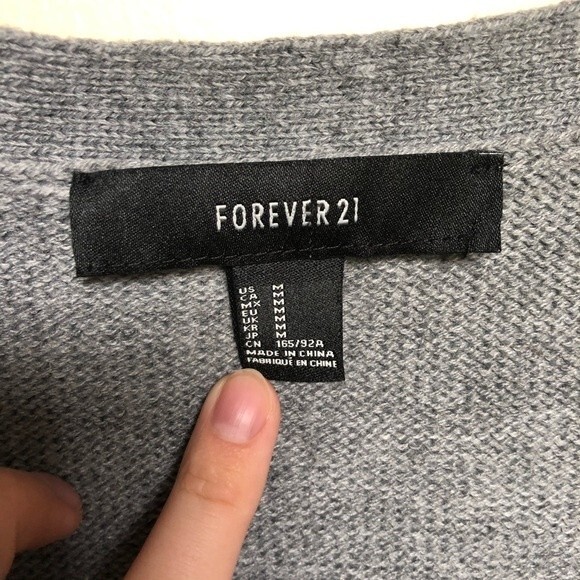 FOREVER 21
US M
CA M
MX M
EU M
UK M
KR M
JP M
CN 165/92A
MADE IN CHINA
FABRIQUÉ EN CHINE